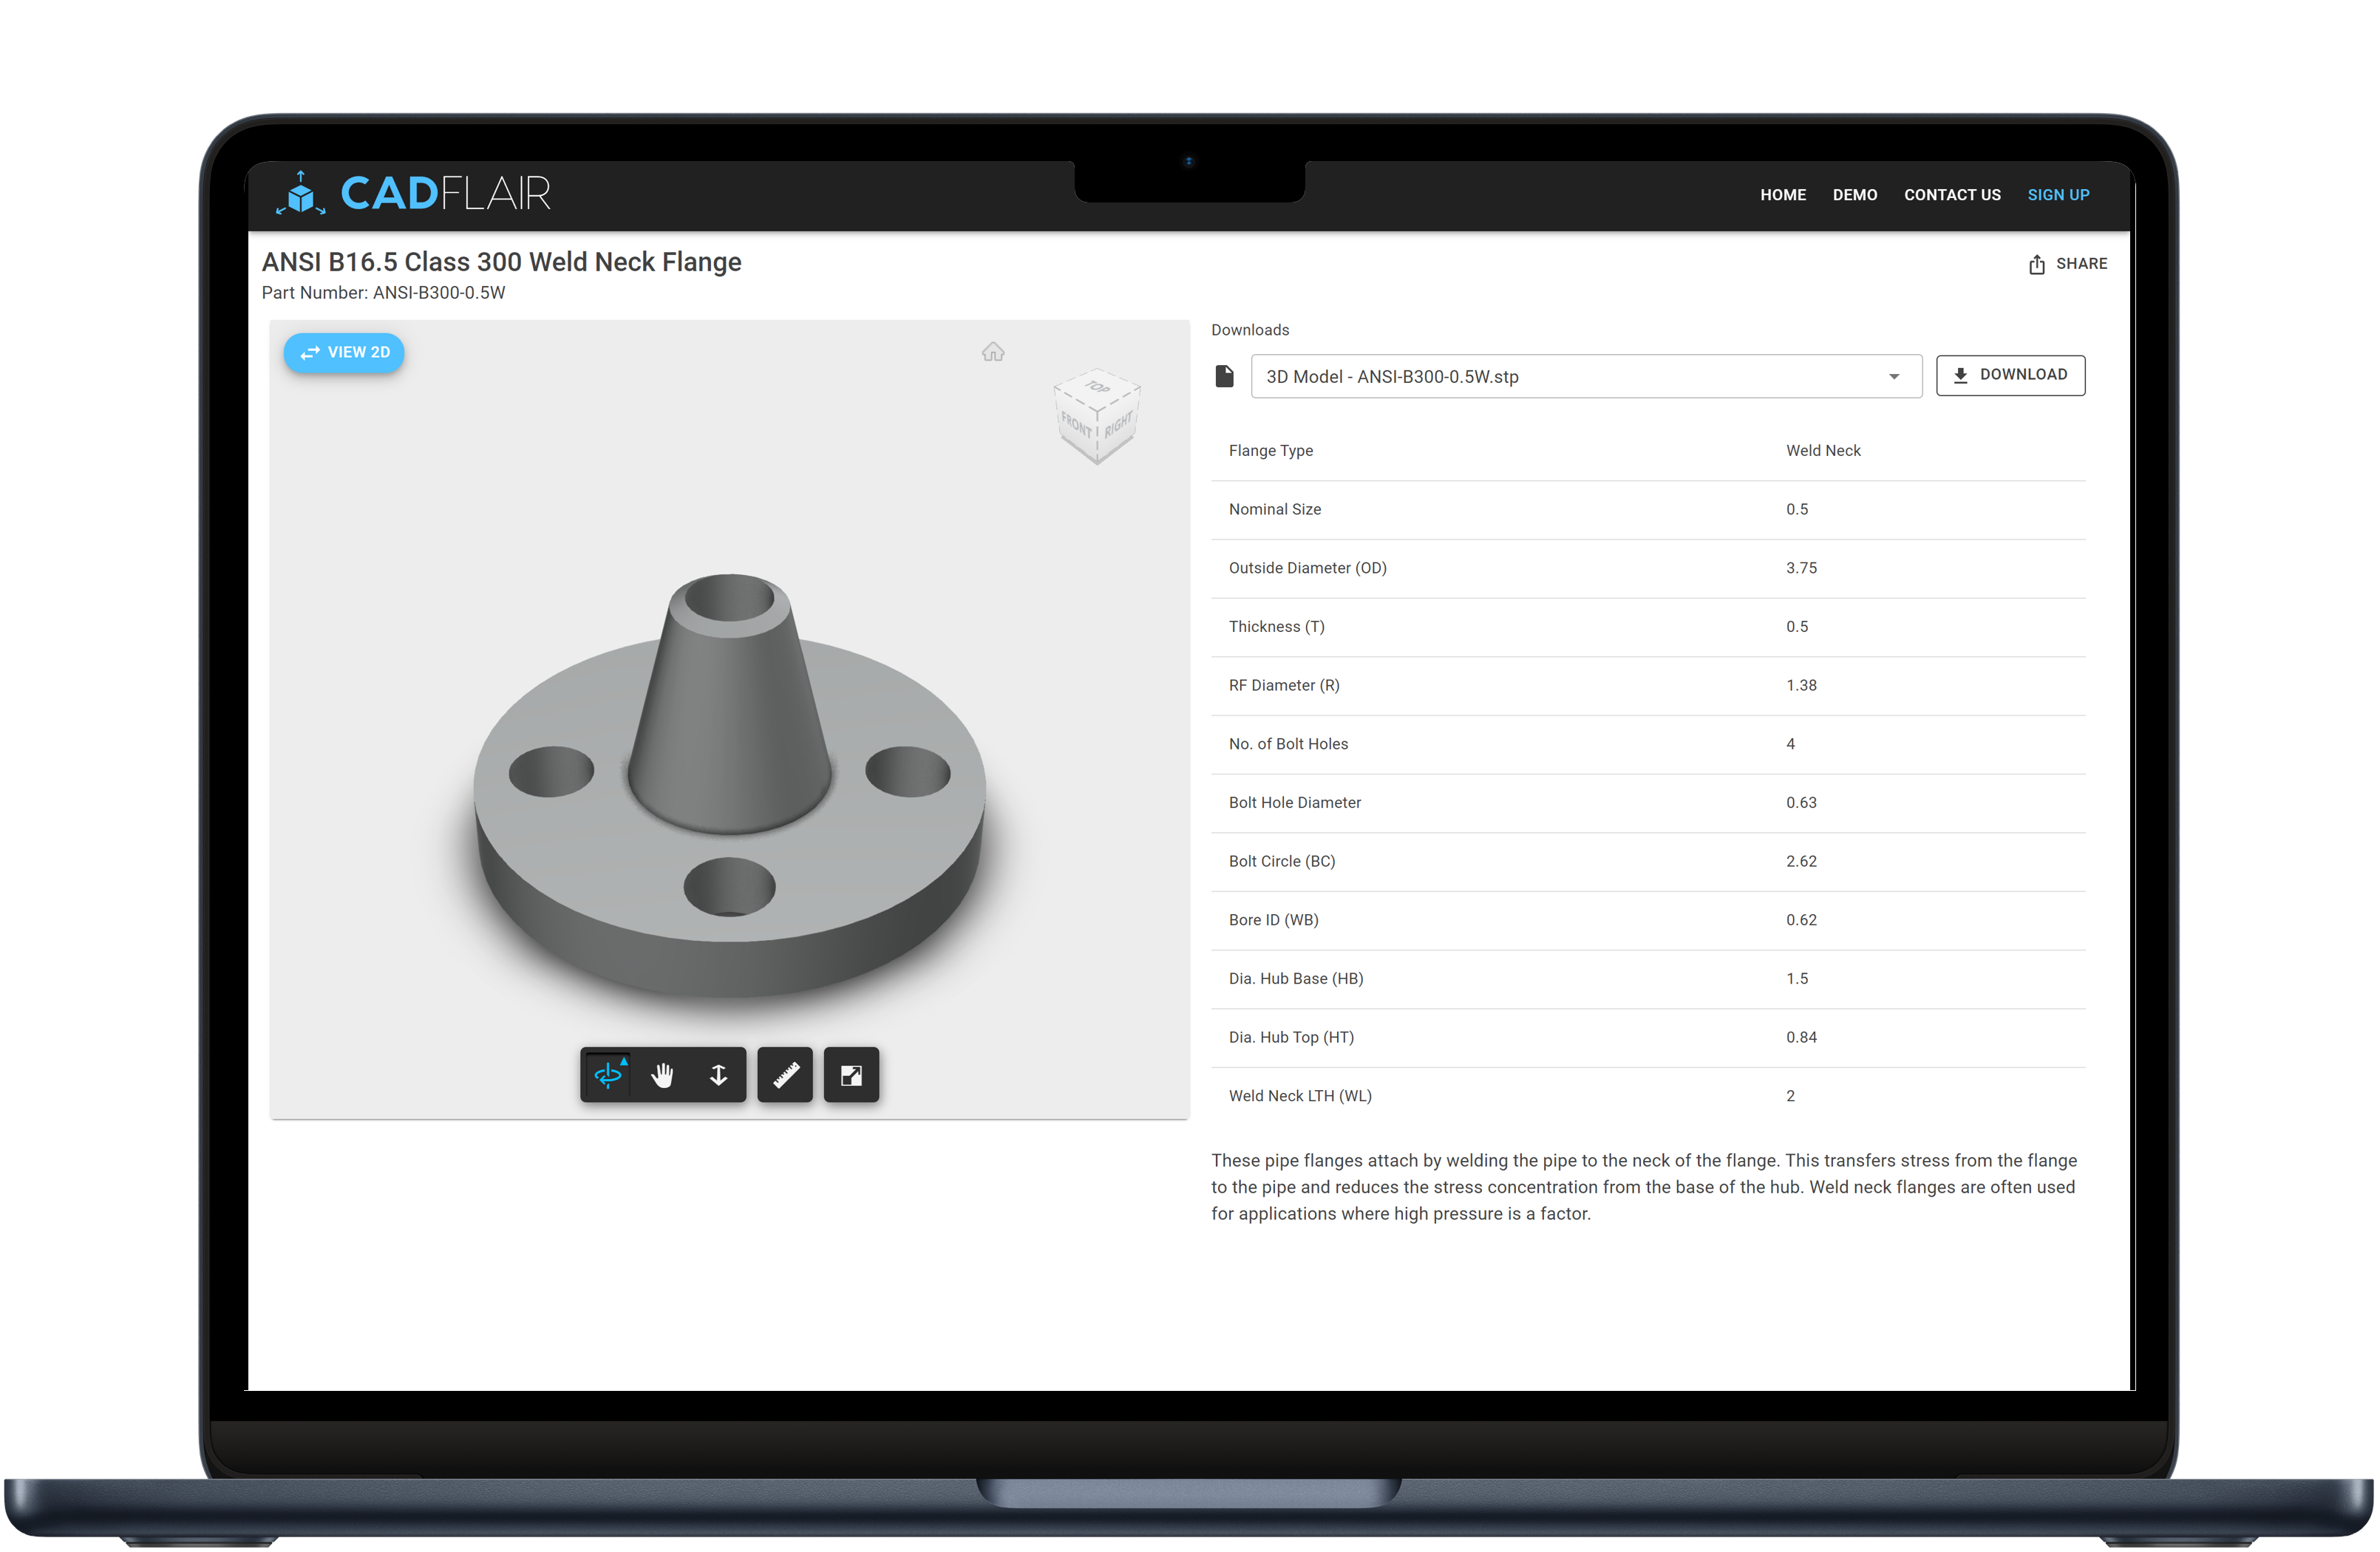 CADFLAIR
HOME DEMO CONTACT US SIGN UP
ANSI B16.5 Class 300 Weld Neck Flange
SHARE
Part Number: ANSI-B300-0.5W
VIEW 2D
TOP
FRONT RIGHT
Downloads
3D Model - ANSI-B300-0.5W.stp
DOWNLOAD
Flange Type Weld Neck
Nominal Size 0.5
Outside Diameter (OD) 3.75
Thickness (T) 0.5
RF Diameter (R) 1.38
No. of Bolt Holes 4
Bolt Hole Diameter 0.63
Bolt Circle (BC) 2.62
Bore ID (WB) 0.62
Dia. Hub Base (HB) 1.5
Dia. Hub Top (HT) 0.84
Weld Neck LTH (WL) 2
These pipe flanges attach by welding the pipe to the neck of the flange. This transfers stress from the flange
to the pipe and reduces the stress concentration from the base of the hub. Weld neck flanges are often used
for applications where high pressure is a factor.